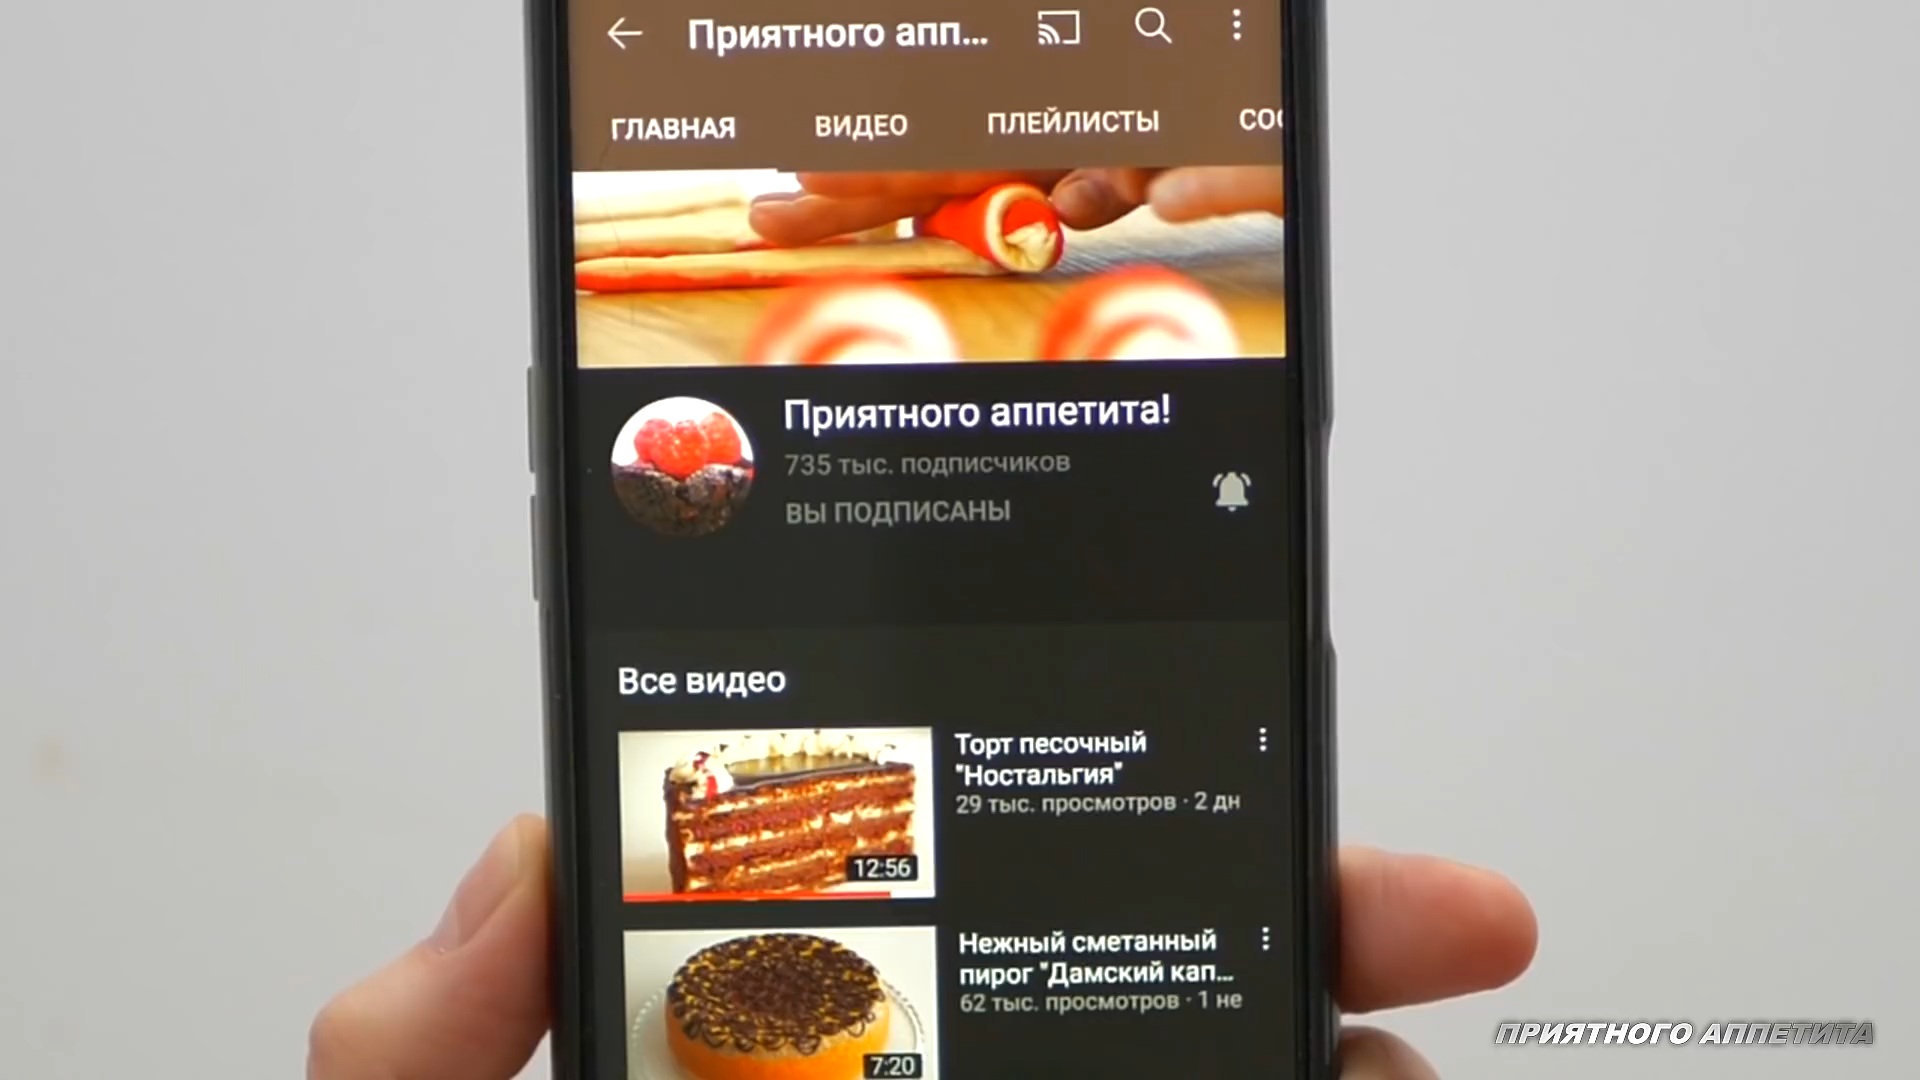 Приятного апп...
ГЛАВНАЯ ВИДЕО ПЛЕЙЛИСТЫ СОО
Приятного аппетита!
735 тыс. подписчиков
ВЫ ПОДПИСАНЫ
Все видео
Торт песочный
"Ностальгия"
29 тыс. просмотров · 2 дн
12:56
Нежный сметанный
пирог "Дамский кап...
62 тыс. просмотров · 1 не
7:20
ПРИЯТНОГО АППЕТИТА